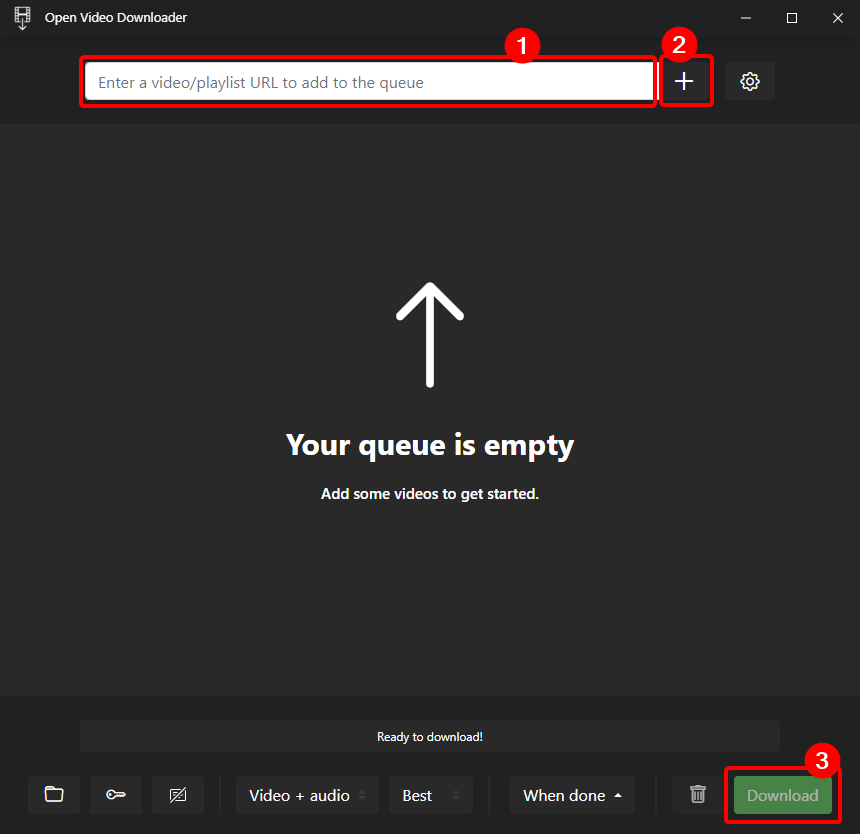 Open Video Downloader
1
2
Enter a video/playlist URL to add to the queue
Your queue is empty
Add some videos to get started.
Ready to download!
3
Video + audio
Best
When done
Download